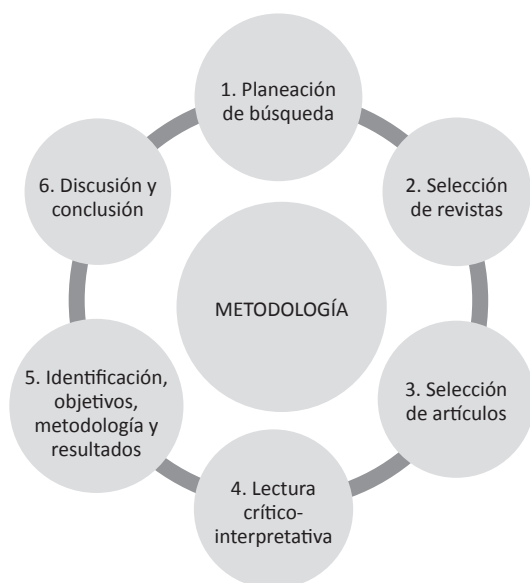 1. Planeación
de búsqueda
2. Selección
de revistas
3. Selección
de artículos
4. Lectura
crítico-
interpretativa
5. Identificación,
objetivos,
metodología y
resultados
6. Discusión y
conclusión
METODOLOGÍA